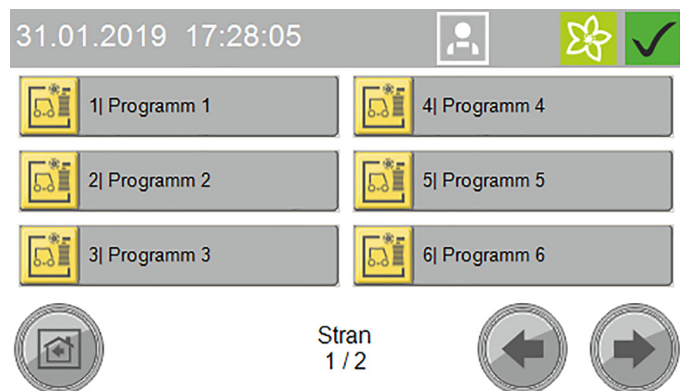 31.01.2019 17:28:05
1| Programm 1
4| Programm 4
2| Programm 2
5| Programm 5
3| Programm 3
6| Programm 6
Stran
1 / 2